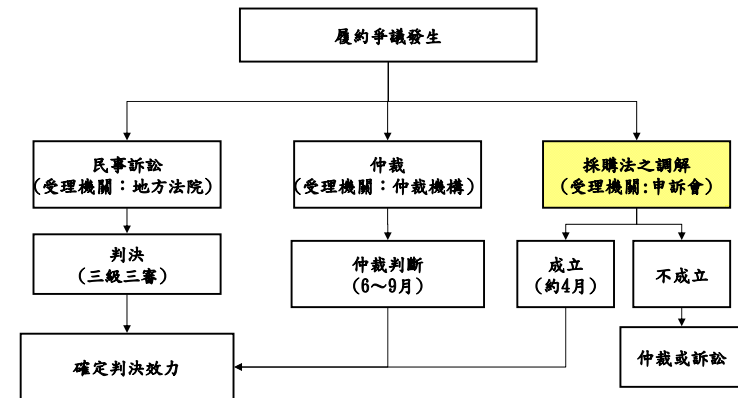 履約爭議發生
民事訴訟
(受理機關：地方法院)
仲裁
(受理機關：仲裁機構)
採購法之調解
(受理機關:申訴會)
判決
(三級三審)
仲裁判斷
(6～9月)
成立
(約4月)
不成立
確定判決效力
仲裁或訴訟